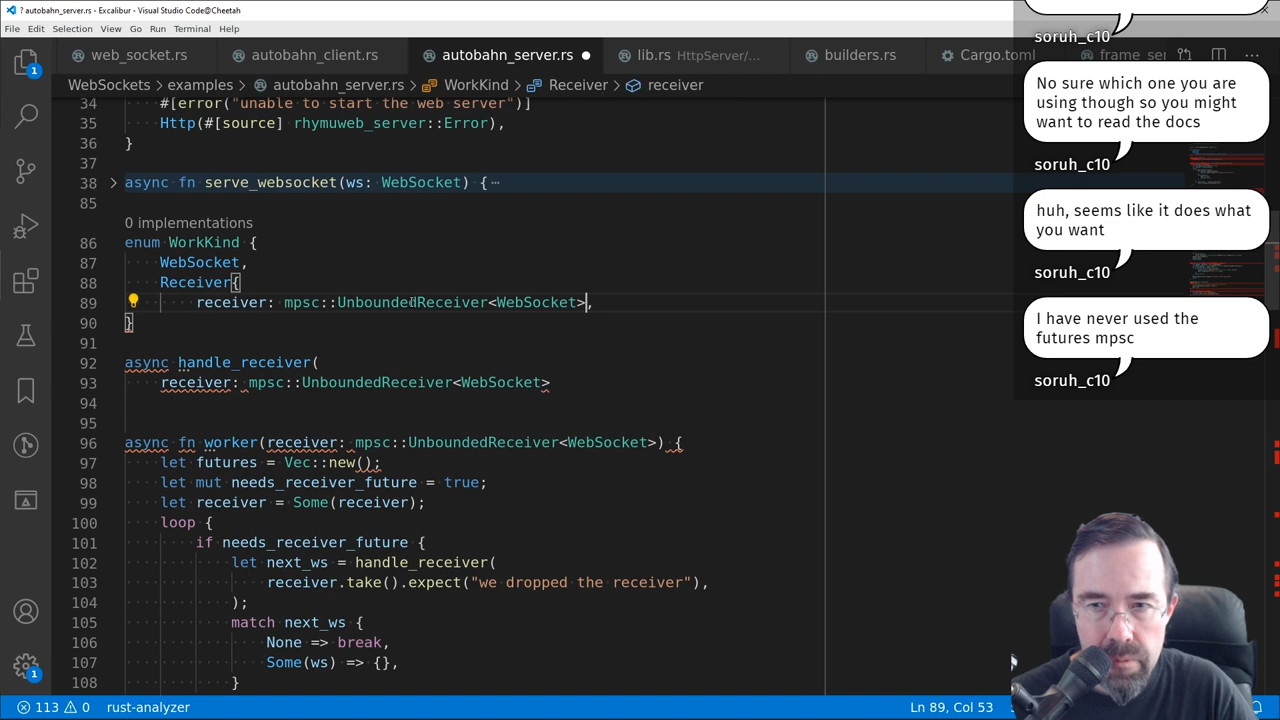 ? autobahn_server.rs - Excalibur - Visual Studio Code@Cheetah
File Edit Selection View Go Run Terminal Help
web_socket.rs autobahn_client.rs autobahn_server.rs lib.rs HttpServer/... builders.rs Cargo.toml frame_ser
WebSockets > examples > autobahn_server.rs > WorkKind > Receiver > receiver
34 #[error("unable to start the web server")]
35 Http(#[source] rhymuweb_server::Error),
36 }
37
38 async fn serve_websocket(ws: WebSocket) {…
85
0 implementations
86 enum WorkKind {
87 WebSocket,
88 Receiver{
89 receiver: mpsc::UnboundedReceiver<WebSocket>,
90 }
91
92 async handle_receiver(
93 receiver: mpsc::UnboundedReceiver<WebSocket>
94
95
96 async fn worker(receiver: mpsc::UnboundedReceiver<WebSocket>) {
97 let futures = Vec::new();
98 let mut needs_receiver_future = true;
99 let receiver = Some(receiver);
100 loop {
101 if needs_receiver_future {
102 let next_ws = handle_receiver(
103 receiver.take().expect("we dropped the receiver"),
104 );
105 match next_ws {
106 None => break,
107 Some(ws) => {},
108 }
soruh_c10
No sure which one you are
using though so you might
want to read the docs
soruh_c10
huh, seems like it does what
you want
soruh_c10
I have never used the
futures mpsc
soruh_c10
1
1
113 0 rust-analyzer
Ln 89, Col 53